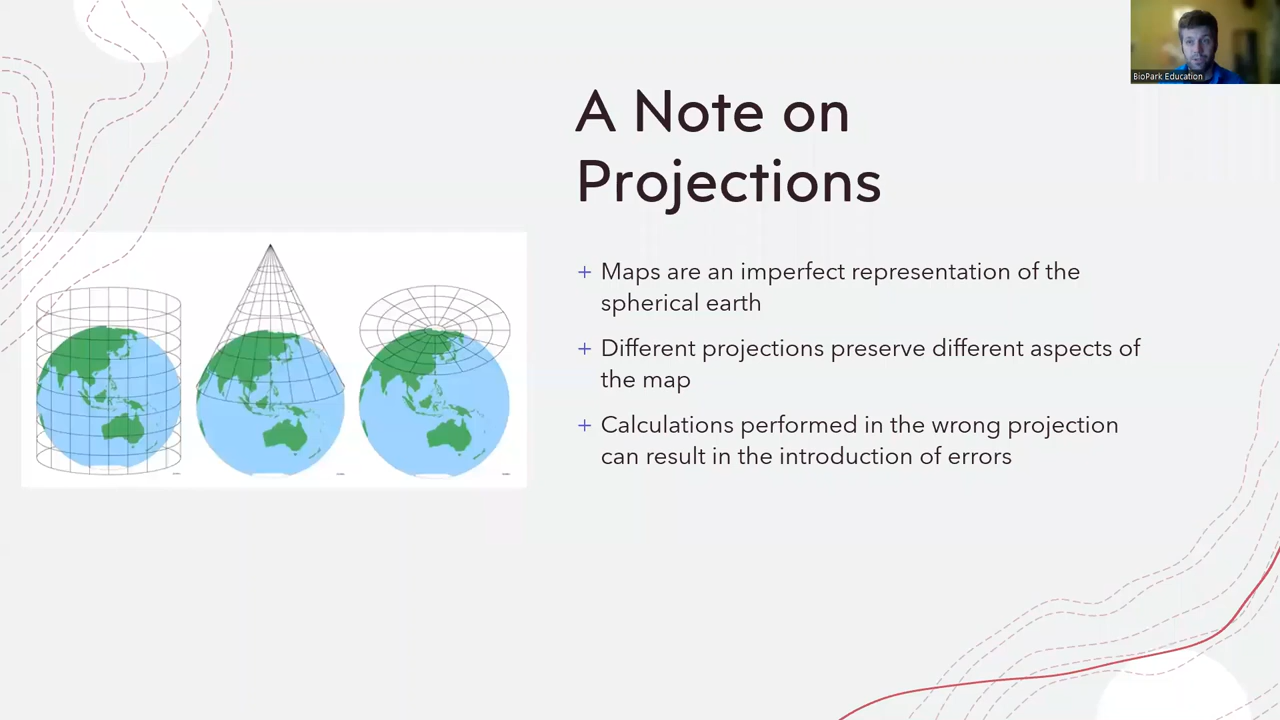 A Note on
Projections
+ Maps are an imperfect representation of the
spherical earth
+ Different projections preserve different aspects of
the map
+ Calculations performed in the wrong projection
can result in the introduction of errors
BioPark Education